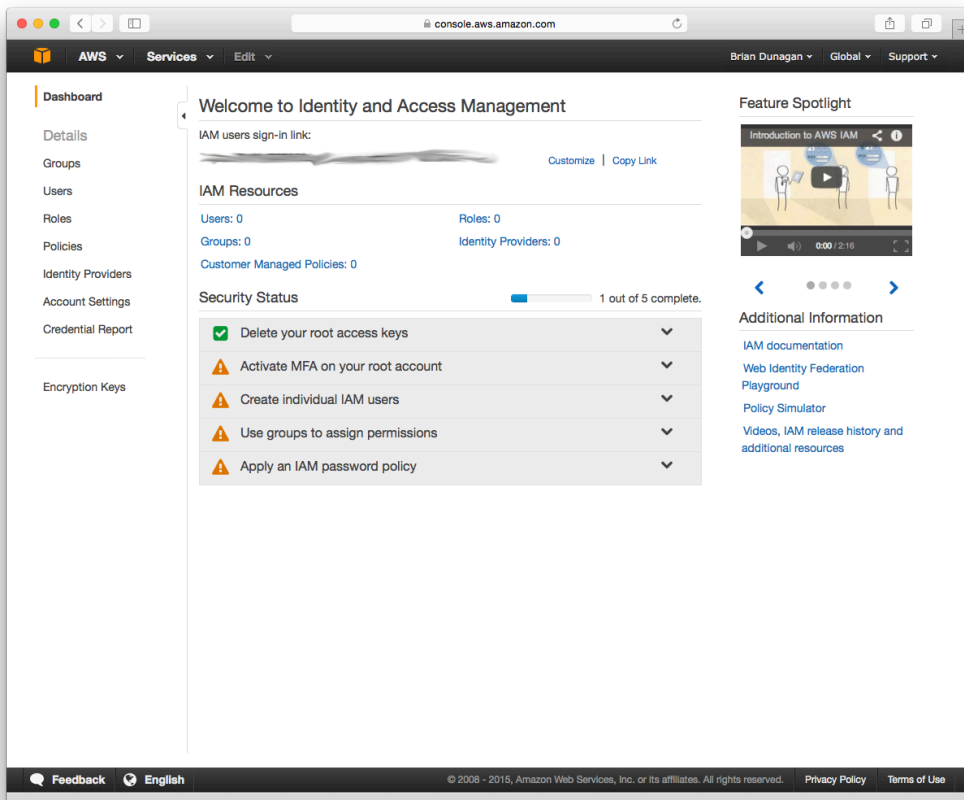 console.aws.amazon.com
AWS Services Edit Brian Dunagan Global Support
Dashboard
Details
Groups
Users
Roles
Policies
Identity Providers
Account Settings
Credential Report
Encryption Keys
Welcome to Identity and Access Management
IAM users sign-in link:
Customize | Copy Link
IAM Resources
Users: 0 Roles: 0
Groups: 0 Identity Providers: 0
Customer Managed Policies: 0
Security Status 1 out of 5 complete.
Delete your root access keys
Activate MFA on your root account
Create individual IAM users
Use groups to assign permissions
Apply an IAM password policy
Feature Spotlight
Introduction to AWS IAM
0:00 / 2:16
Additional Information
IAM documentation
Web Identity Federation
Playground
Policy Simulator
Videos, IAM release history and
additional resources
Feedback English © 2008 - 2015, Amazon Web Services, Inc. or its affiliates. All rights reserved. Privacy Policy Terms of Use